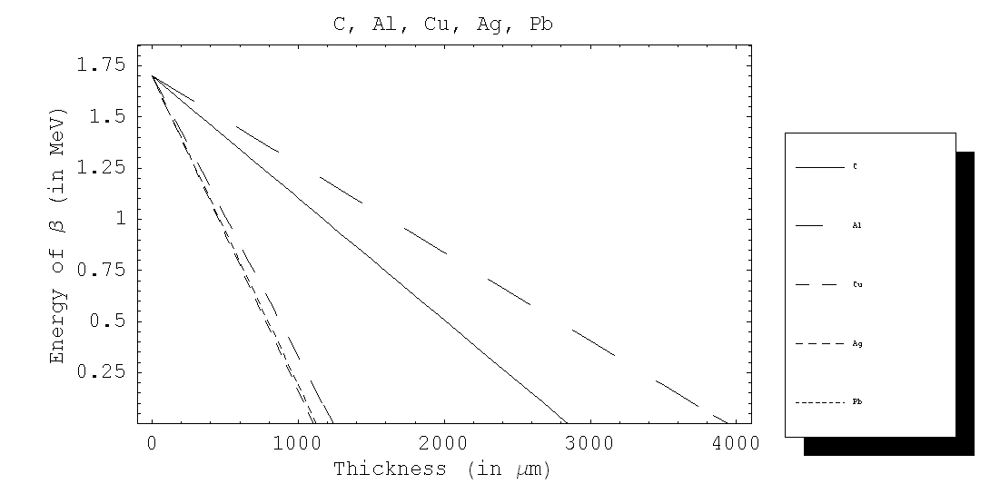 C, Al, Cu, Ag, Pb
1.75
1.5
1.25
1
0.75
0.5
0.25
Energy of β (in MeV)
0 1000 2000 3000 4000
Thickness (in μm)
C
Al
Cu
Ag
Pb